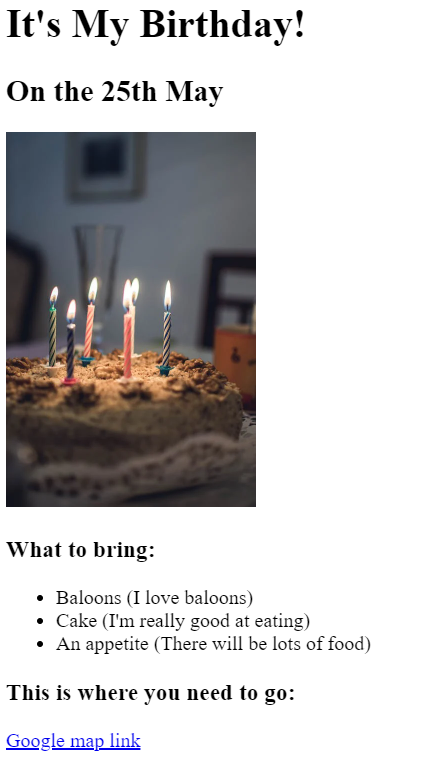 It's My Birthday!
On the 25th May
What to bring:
Baloons (I love baloons)
Cake (I'm really good at eating)
An appetite (There will be lots of food)
This is where you need to go:
Google map link